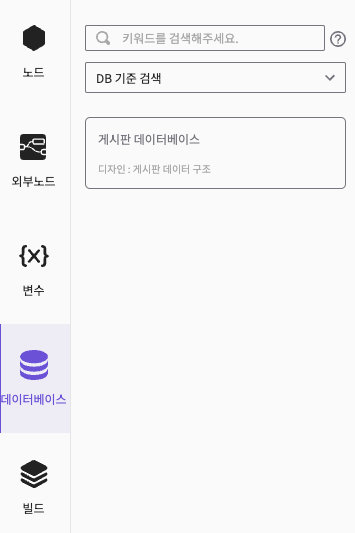 노드
외부노드
{x}
변수
데이터베이스
빌드
키워드를 검색해주세요.
?
DB 기준 검색
게시판 데이터베이스
디자인 : 게시판 데이터 구조